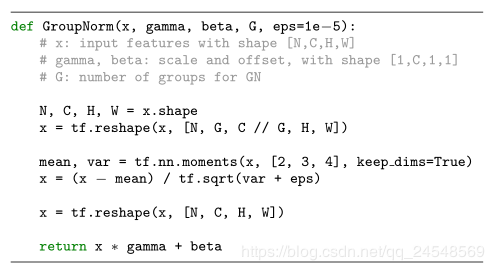 def GroupNorm(x, gamma, beta, G, eps=1e−5):
# x: input features with shape [N,C,H,W]
# gamma, beta: scale and offset, with shape [1,C,1,1]
# G: number of groups for GN
N, C, H, W = x.shape
x = tf.reshape(x, [N, G, C // G, H, W])
mean, var = tf.nn.moments(x, [2, 3, 4], keep_dims=True)
x = (x − mean) / tf.sqrt(var + eps)
x = tf.reshape(x, [N, C, H, W])
return x * gamma + beta
https://blog.csdn.net/qq_24548569